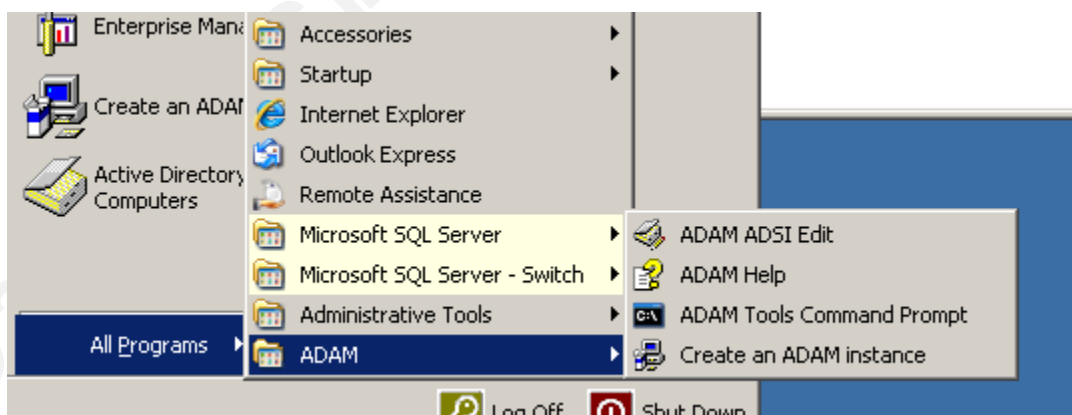 Enterprise Mana
Create an ADAM
Active Directory
Computers
All Programs
Accessories
Startup
Internet Explorer
Outlook Express
Remote Assistance
Microsoft SQL Server
Microsoft SQL Server - Switch
Administrative Tools
ADAM
ADAM ADSI Edit
ADAM Help
ADAM Tools Command Prompt
Create an ADAM instance
Log Off
Shut Down